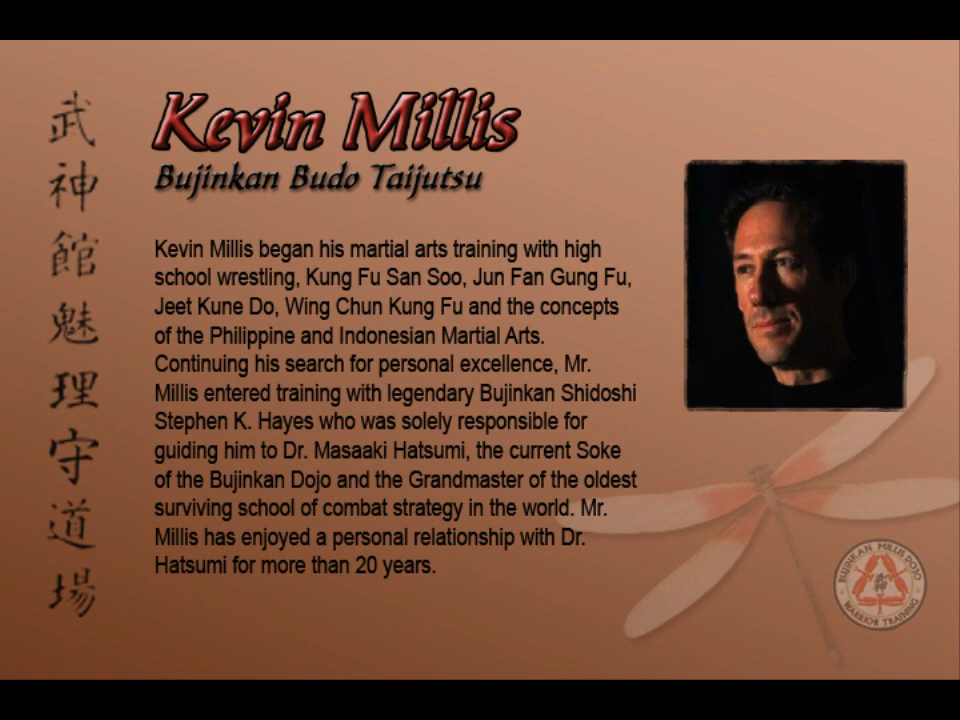 武神館魅理守道場
Kevin Millis
Bujinkan Budo Taijutsu
Kevin Millis began his martial arts training with high
school wrestling, Kung Fu San Soo, Jun Fan Gung Fu,
Jeet Kune Do, Wing Chun Kung Fu and the concepts
of the Philippine and Indonesian Martial Arts.
Continuing his search for personal excellence, Mr.
Millis entered training with legendary Bujinkan Shidoshi
Stephen K. Hayes who was solely responsible for
guiding him to Dr. Masaaki Hatsumi, the current Soke
of the Bujinkan Dojo and the Grandmaster of the oldest
surviving school of combat strategy in the world. Mr.
Millis has enjoyed a personal relationship with Dr.
Hatsumi for more than 20 years.
BUJINKAN MILLIS DOJO
WARRIOR TRAINING